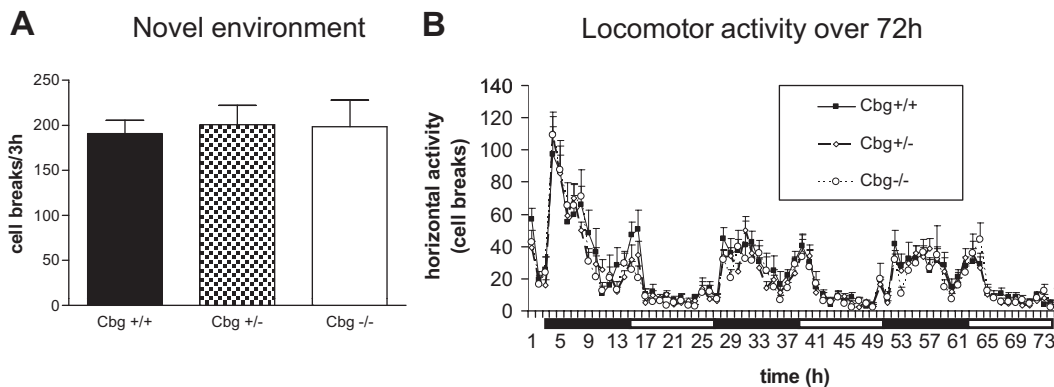 A Novel environment
cell breaks/3h
250
200
150
100
50
0
Cbg +/+ Cbg +/- Cbg -/-
B Locomotor activity over 72h
horizontal activity
(cell breaks)
140
120
100
80
60
40
20
0
Cbg+/+
Cbg+/-
Cbg-/-
1 5 9 13 17 21 25 29 33 37 41 45 49 53 57 61 65 69 73
time (h)